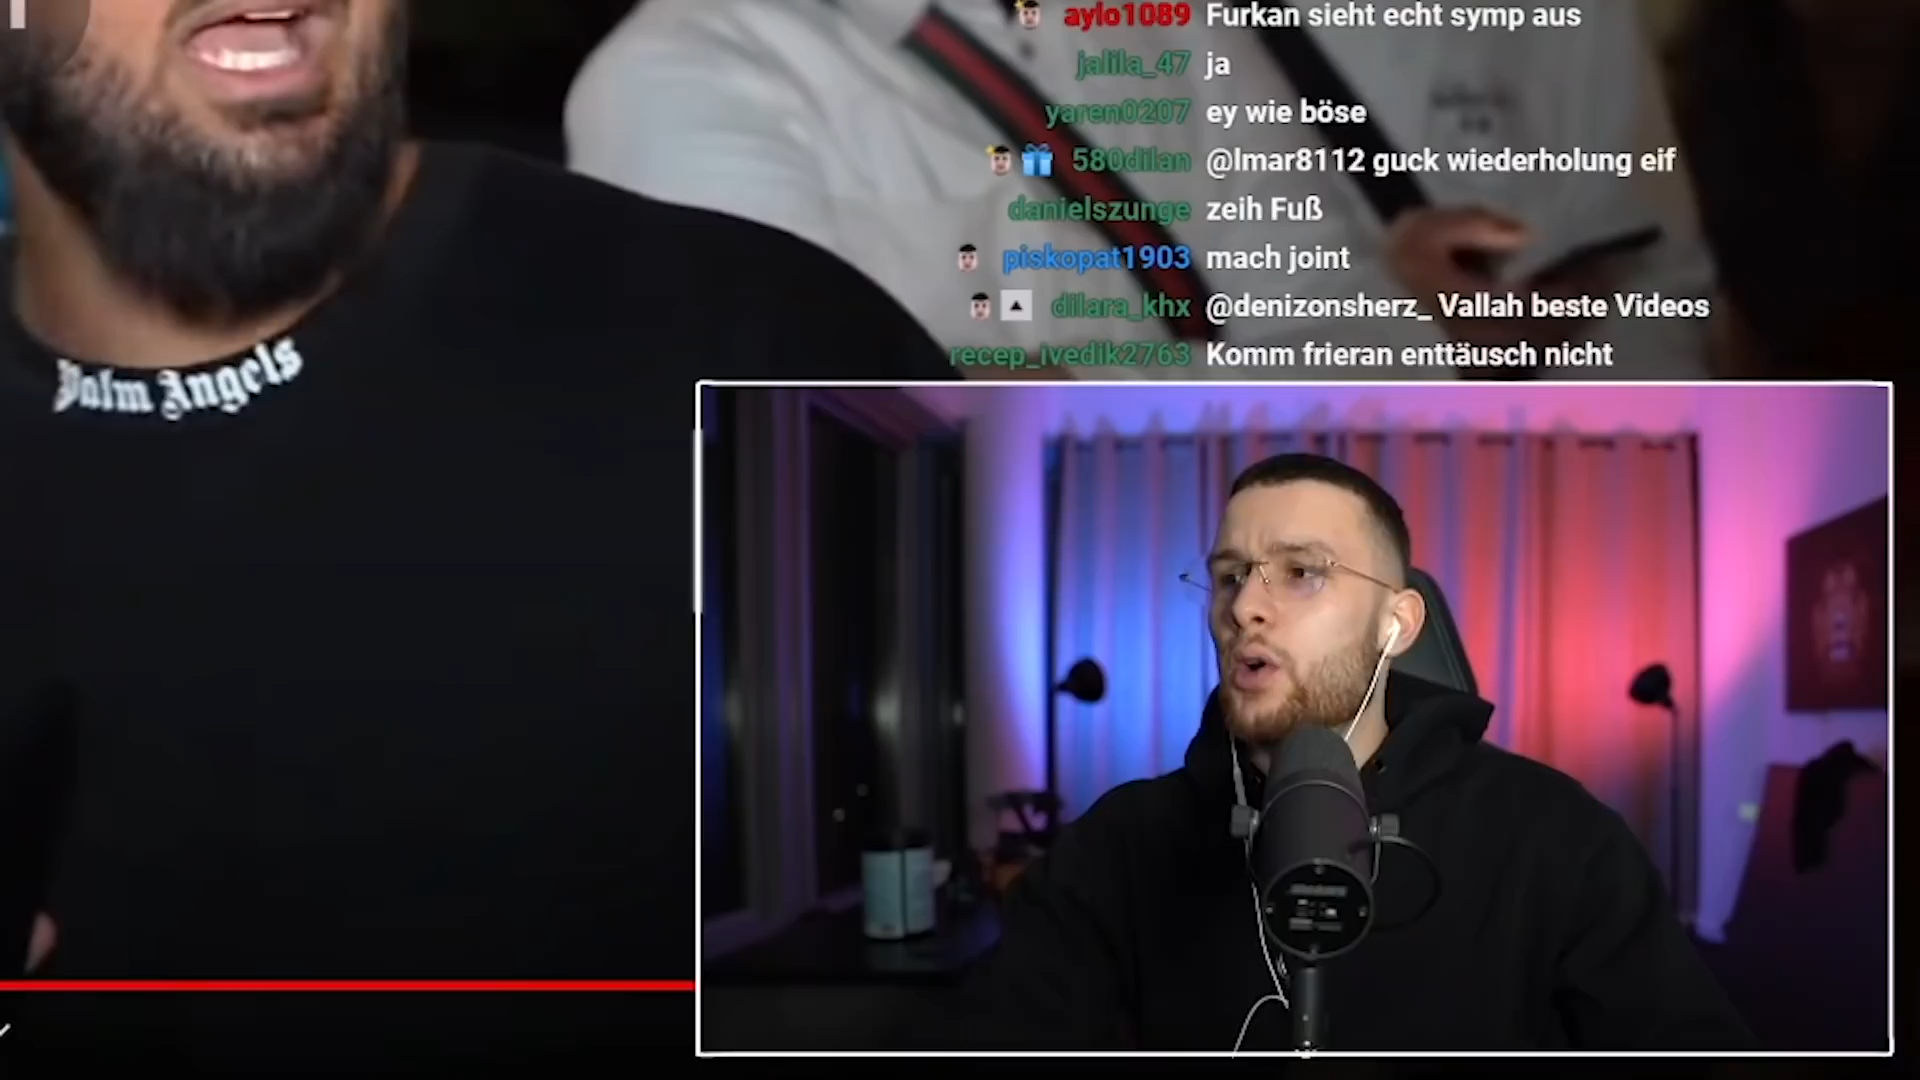 aylo1089 Furkan sieht echt symp aus
jalila_47 ja
yaren0207 ey wie böse
580dilan @lmar8112 guck wiederholung eif
danielszunge zeih Fuß
piskopat1903 mach joint
dilara_khx @denizonsherz_ Vallah beste Videos
recep_ivedik2763 Komm frieran enttäusch nicht
Palm Angels